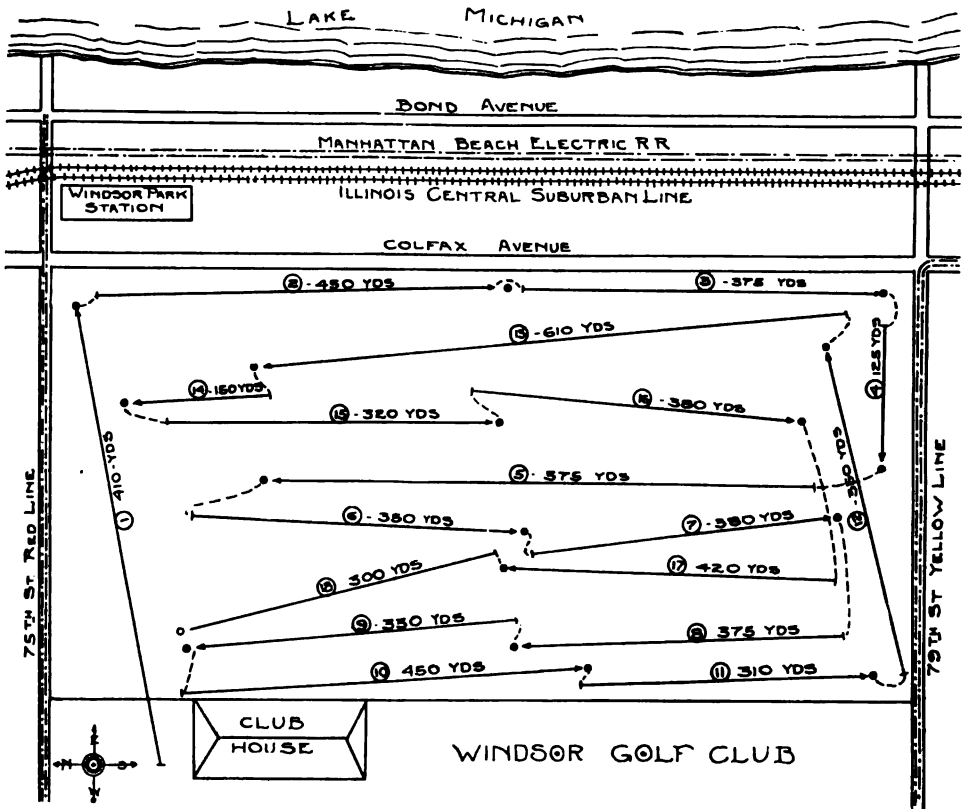 LAKE MICHIGAN
BOND AVENUE
MANHATTAN BEACH ELECTRIC RR
ILLINOIS CENTRAL SUBURBAN LINE
WINDSOR PARK
STATION
COLFAX AVENUE
2 - 450 YDS
3 - 375 YDS
13 - 610 YDS
4 125 YDS
14 - 150 YDS
15 - 320 YDS
16 - 380 YDS
1 410 YDS
5 - 575 YDS
12 - 350 YDS
6 - 350 YDS
7 - 380 YDS
17 420 YDS
18 300 YDS
9 - 350 YDS
8 375 YDS
10 450 YDS
11 310 YDS
75TH ST RED LINE
79TH ST YELLOW LINE
CLUB
HOUSE
WINDSOR GOLF CLUB
E
N S
W